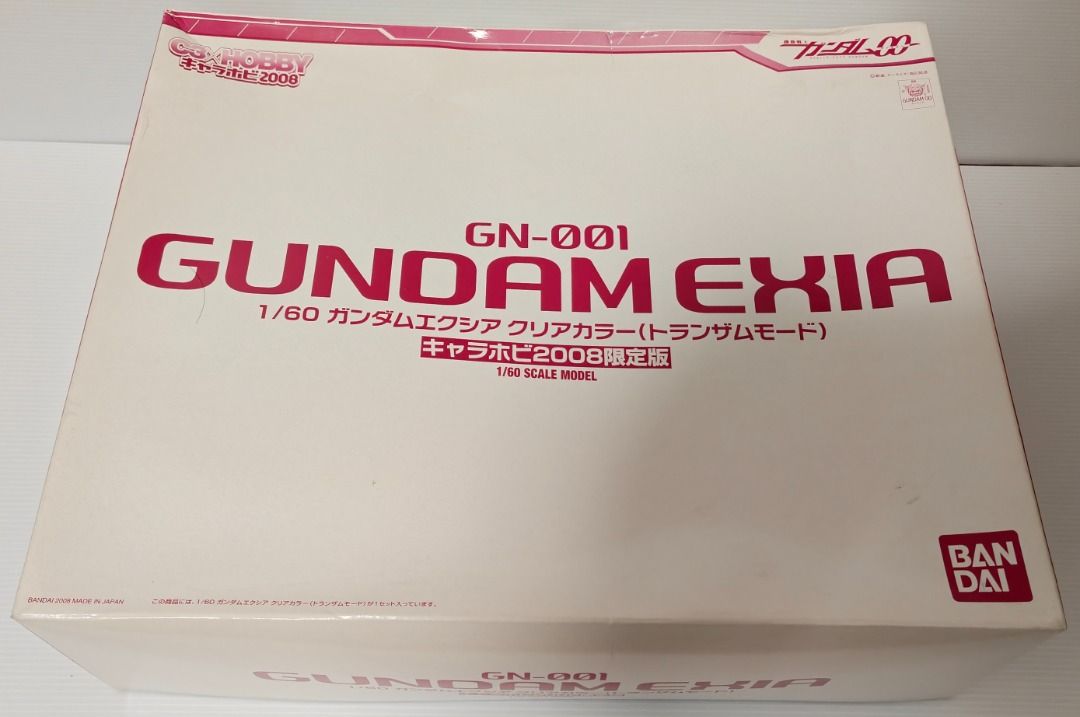 C3×HOBBY
キャラホビ2008
ガンダム00
GUNDAM 00
GN-001
GUNDAM EXIA
1/60 ガンダムエクシア クリアカラー(トランザムモード)
キャラホビ2008限定版
1/60 SCALE MODEL
BAN
DAI
BANDAI 2008 MADE IN JAPAN
この商品には、1/60 ガンダムエクシア クリアカラー(トランザムモード)が1セット入っています。
GN-001
GUNDAM EXIA